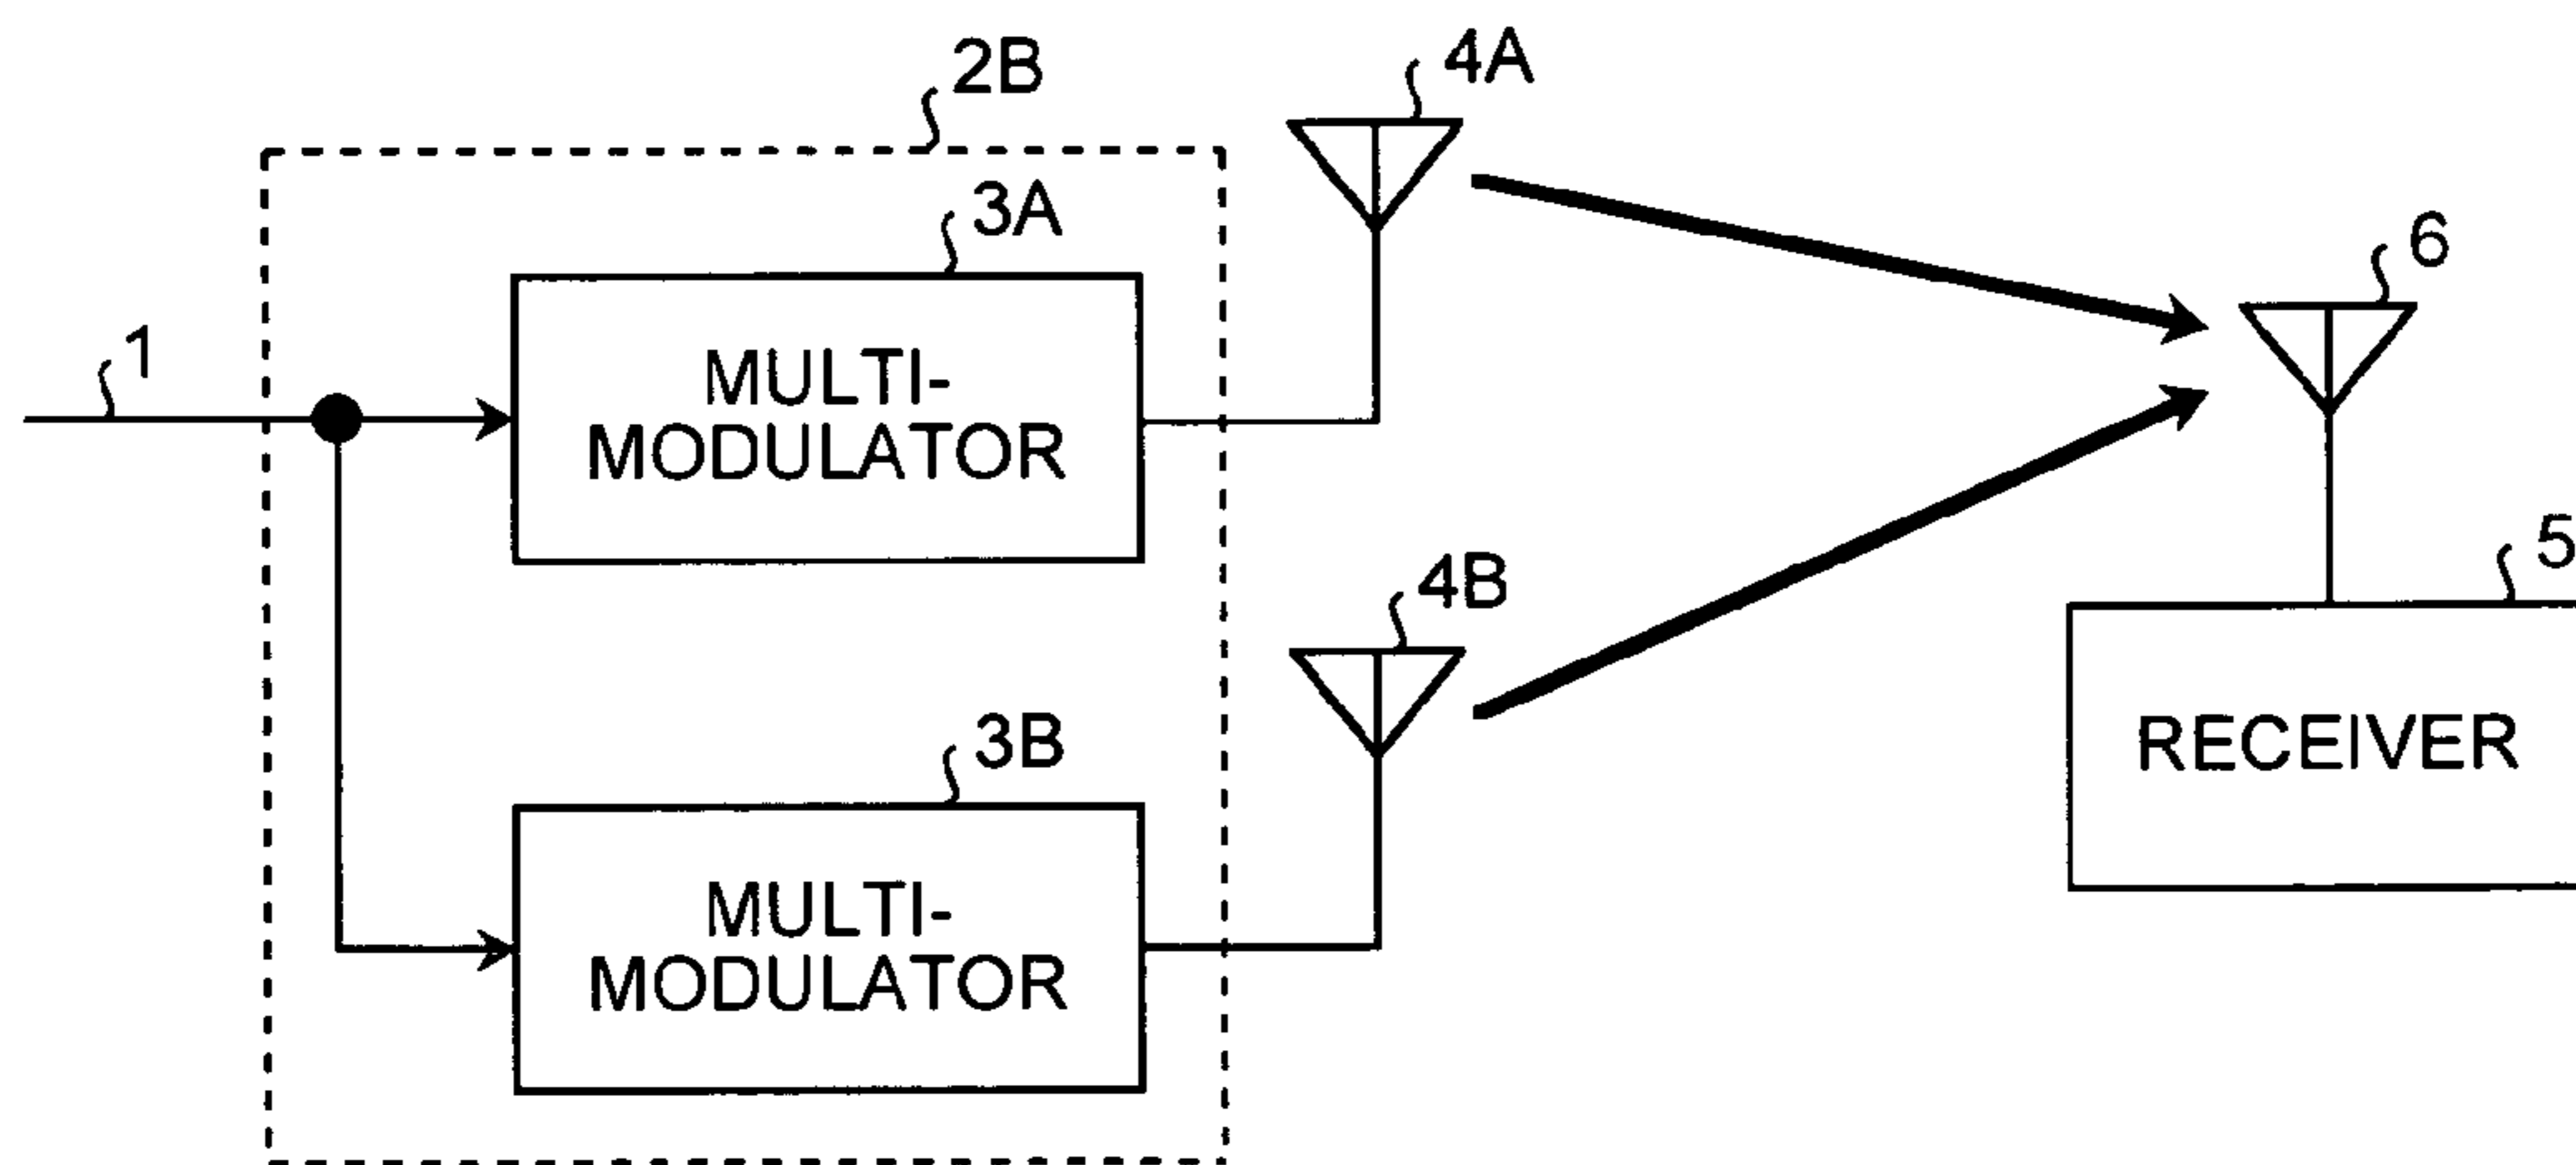 2B
4A
3A
6
1
MULTI-
MODULATOR
5
4B
RECEIVER
3B
MULTI-
MODULATOR